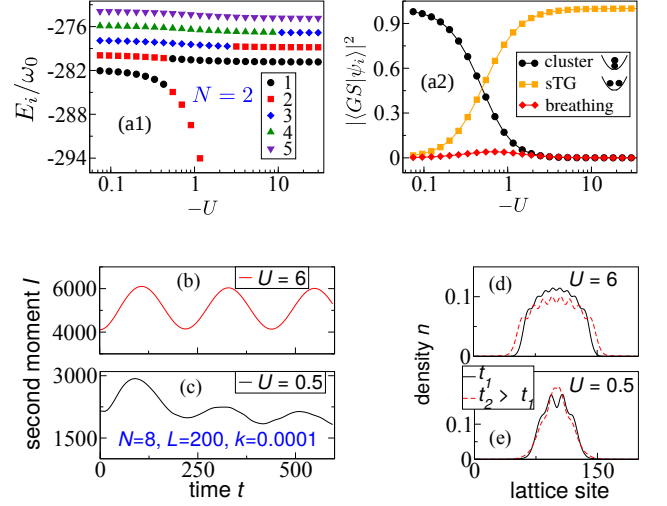 -276
-282
-288
-294
E_i/ω_0
N = 2
(a1)
1
2
3
4
5
0.1
1
10
−U
0.9
0.6
0.3
0
|⟨GS|ψ_i⟩|^2
(a2)
cluster
sTG
breathing
0.1
1
10
−U
6000
4000
(b)
U = 6
3000
1500
(c)
U = 0.5
N=8, L=200, k=0.0001
second moment I
0
250
500
time t
0.1
0
(d)
U = 6
0.1
0
t_1
t_2 > t_1
U = 0.5
(e)
density n
0
75
150
lattice site